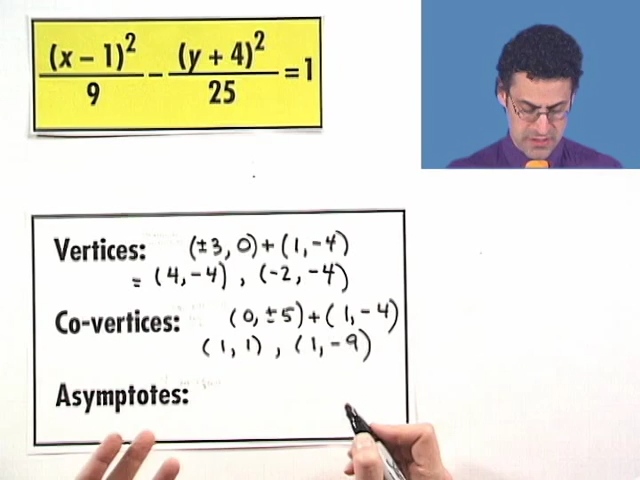 (x – 1)² / 9 – (y + 4)² / 25 = 1
Vertices: (±3, 0) + (1, -4)
= (4, -4) , (-2, -4)
Co-vertices: (0, ±5) + (1, -4)
(1, 1) , (1, -9)
Asymptotes: